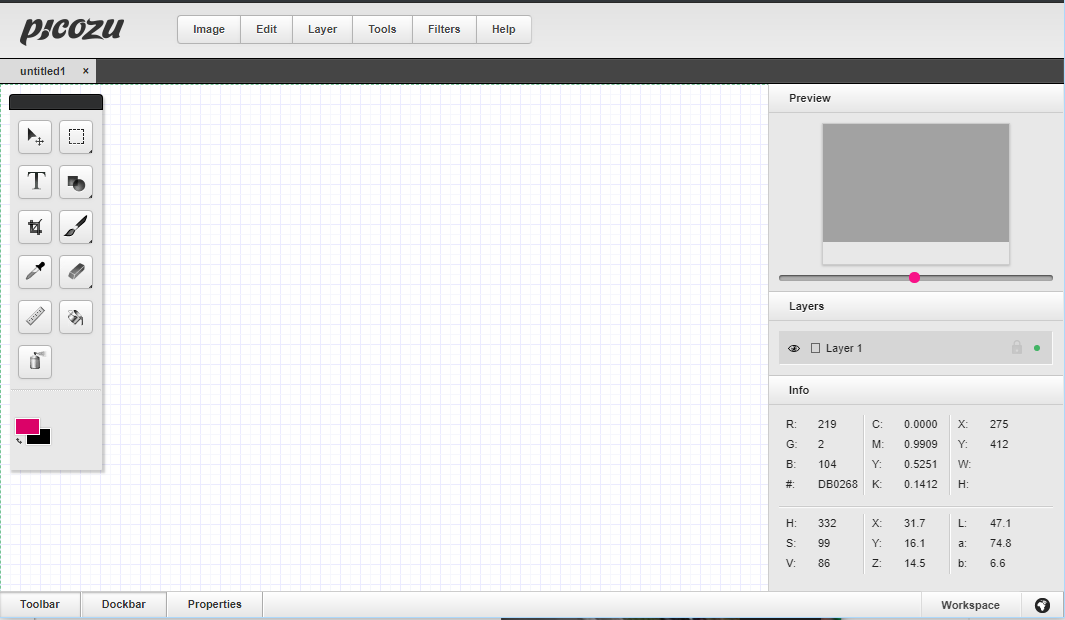 picozu
Image Edit Layer Tools Filters Help
untitled1 ×
Preview
T
Layers
Layer 1
Info
R: 219 C: 0.0000 X: 275
G: 2 M: 0.9909 Y: 412
B: 104 Y: 0.5251 W:
#: DB0268 K: 0.1412 H:
H: 332 X: 31.7 L: 47.1
S: 99 Y: 16.1 a: 74.8
V: 86 Z: 14.5 b: 6.6
Toolbar Dockbar Properties Workspace